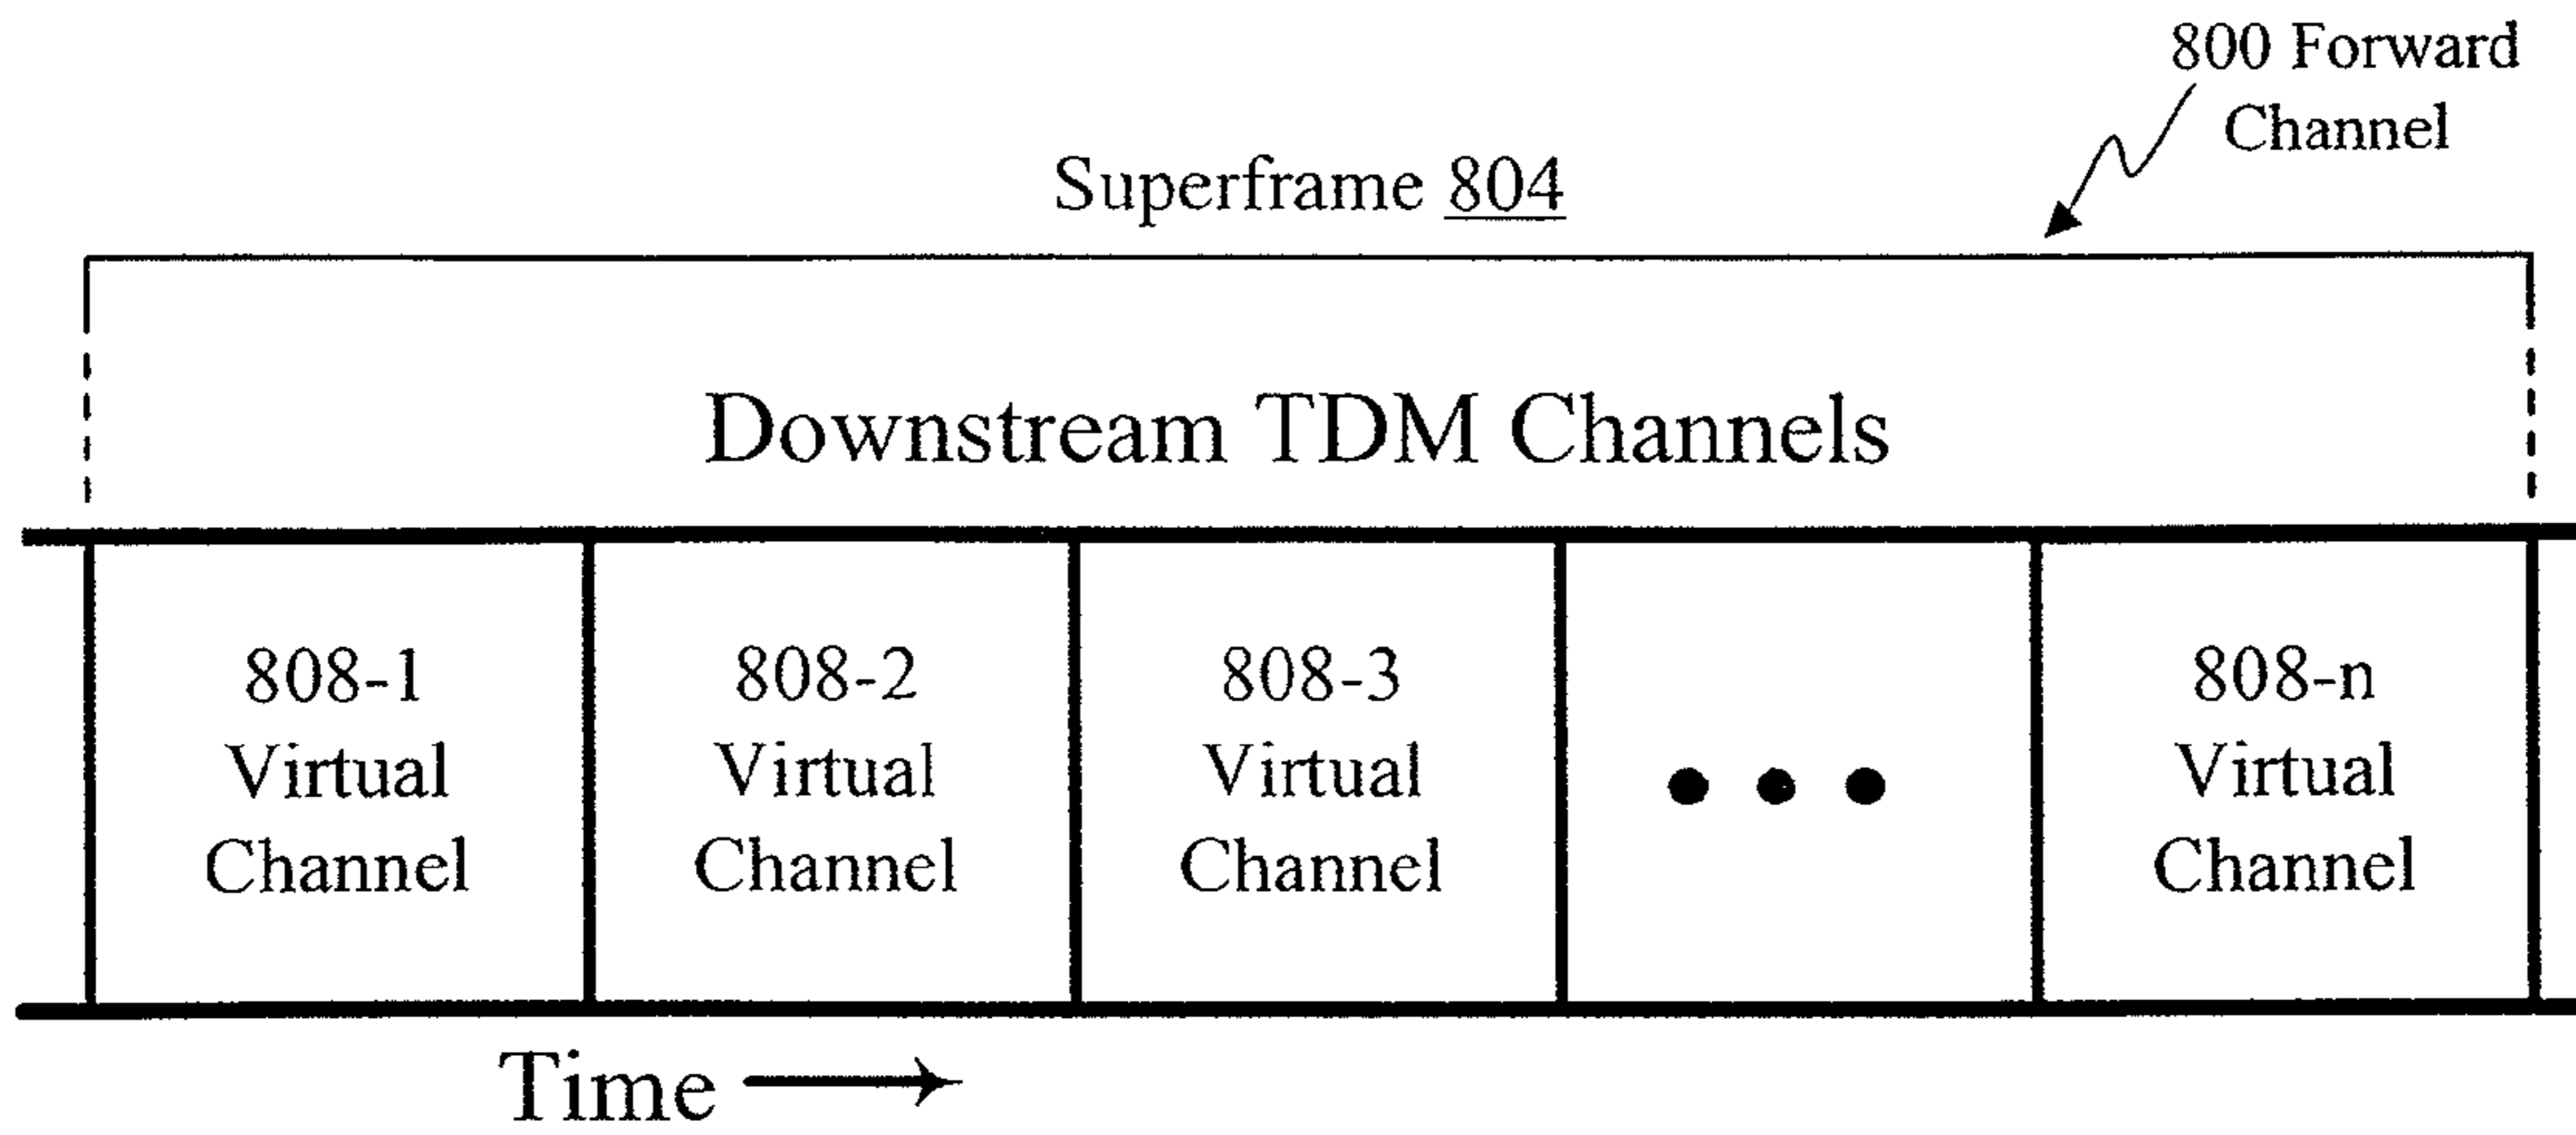 800 Forward
Channel
Superframe 804
Downstream TDM Channels
808-1
Virtual
Channel
808-2
Virtual
Channel
808-3
Virtual
Channel
808-n
Virtual
Channel
Time